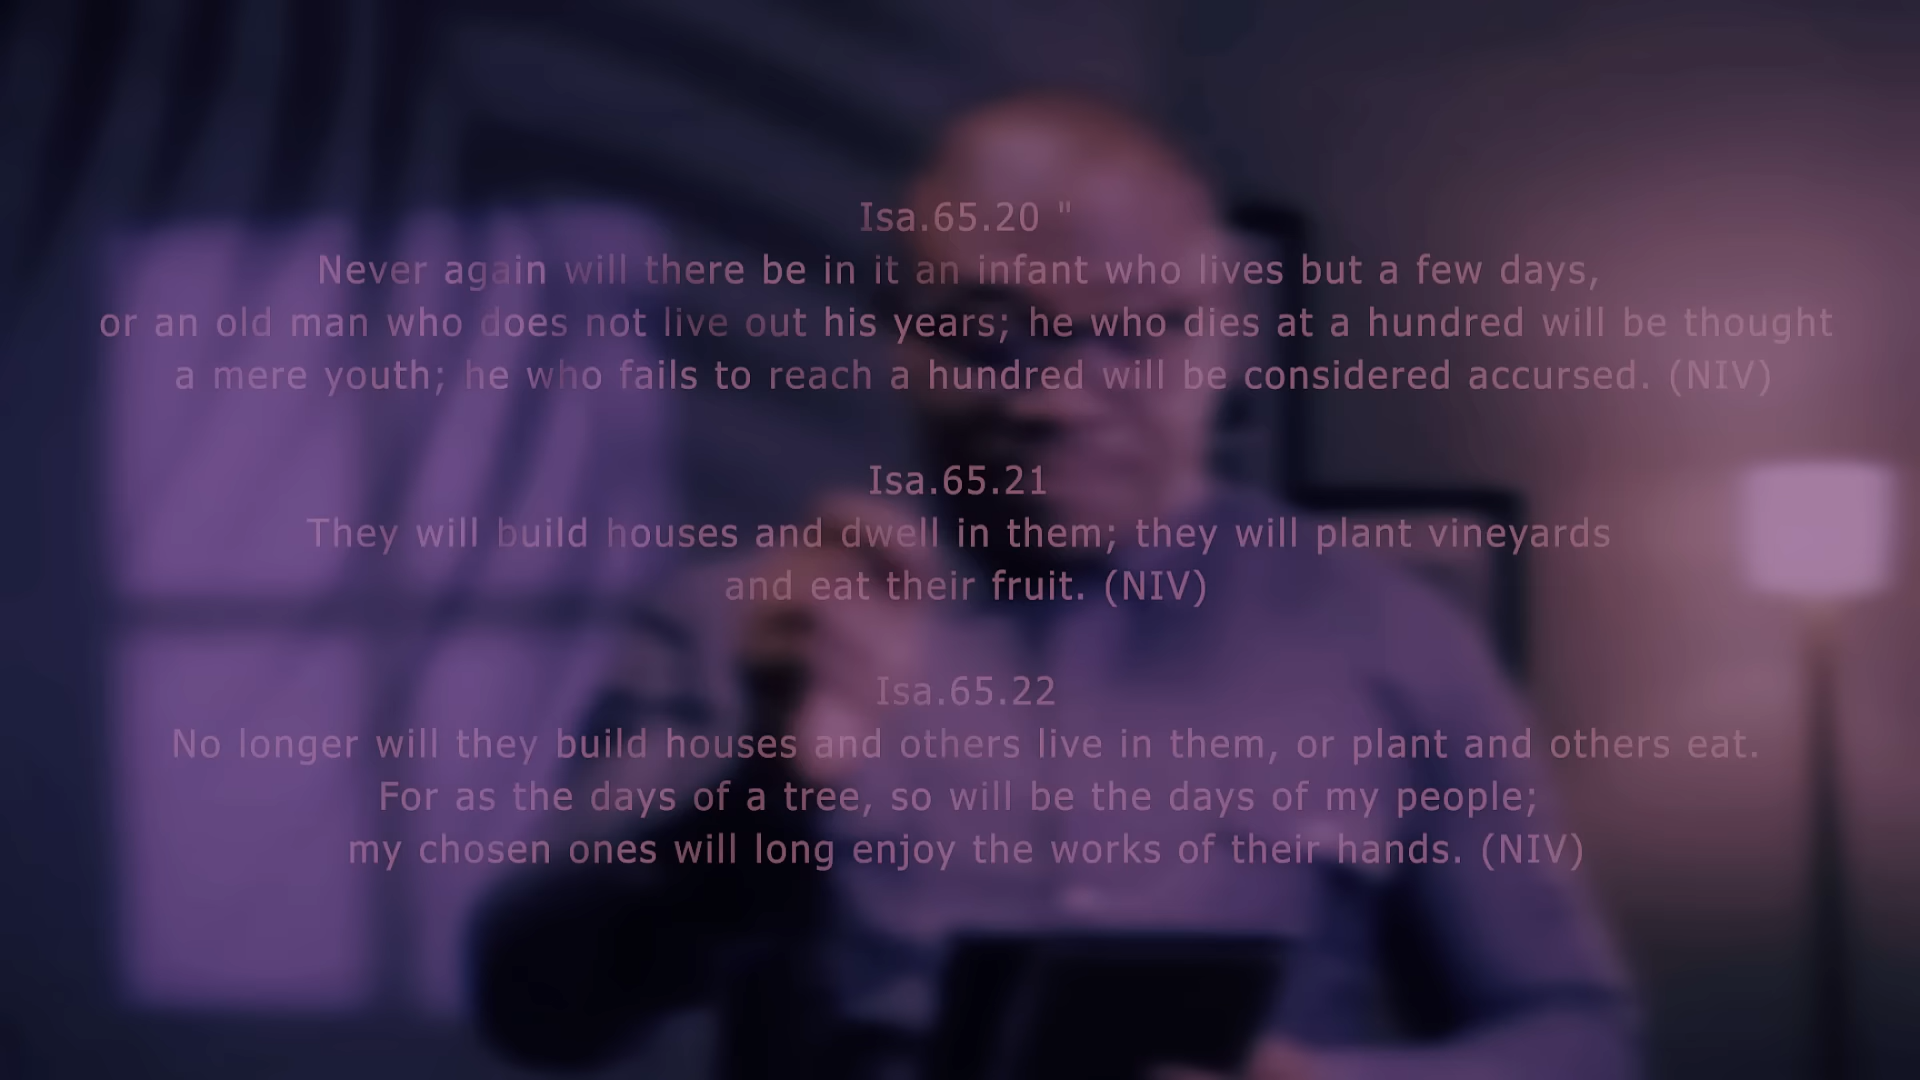 Isa.65.20 "
Never again will there be in it an infant who lives but a few days,
or an old man who does not live out his years; he who dies at a hundred will be thought
a mere youth; he who fails to reach a hundred will be considered accursed. (NIV)
Isa.65.21
They will build houses and dwell in them; they will plant vineyards
and eat their fruit. (NIV)
Isa.65.22
No longer will they build houses and others live in them, or plant and others eat.
For as the days of a tree, so will be the days of my people;
my chosen ones will long enjoy the works of their hands. (NIV)